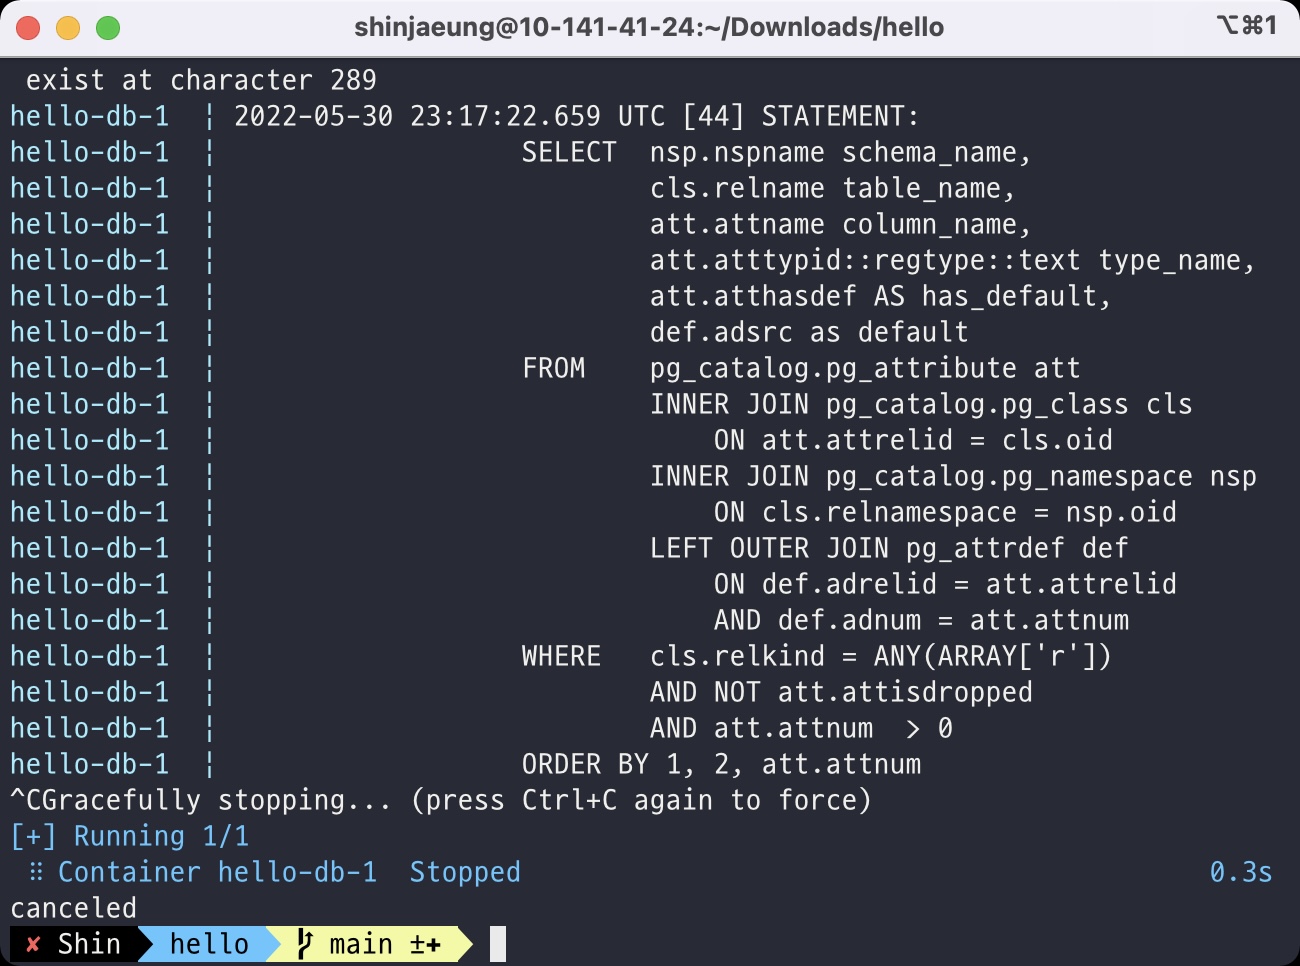 shinjaeung@10-141-41-24:~/Downloads/hello ⌥⌘1
exist at character 289
hello-db-1 ¦ 2022-05-30 23:17:22.659 UTC [44] STATEMENT:
hello-db-1 ¦ SELECT nsp.nspname schema_name,
hello-db-1 ¦ cls.relname table_name,
hello-db-1 ¦ att.attname column_name,
hello-db-1 ¦ att.atttypid::regtype::text type_name,
hello-db-1 ¦ att.atthasdef AS has_default,
hello-db-1 ¦ def.adsrc as default
hello-db-1 ¦ FROM pg_catalog.pg_attribute att
hello-db-1 ¦ INNER JOIN pg_catalog.pg_class cls
hello-db-1 ¦ ON att.attrelid = cls.oid
hello-db-1 ¦ INNER JOIN pg_catalog.pg_namespace nsp
hello-db-1 ¦ ON cls.relnamespace = nsp.oid
hello-db-1 ¦ LEFT OUTER JOIN pg_attrdef def
hello-db-1 ¦ ON def.adrelid = att.attrelid
hello-db-1 ¦ AND def.adnum = att.attnum
hello-db-1 ¦ WHERE cls.relkind = ANY(ARRAY['r'])
hello-db-1 ¦ AND NOT att.attisdropped
hello-db-1 ¦ AND att.attnum > 0
hello-db-1 ¦ ORDER BY 1, 2, att.attnum
^CGracefully stopping... (press Ctrl+C again to force)
[+] Running 1/1
⠿ Container hello-db-1 Stopped 0.3s
canceled
✘ Shin hello main ±✚